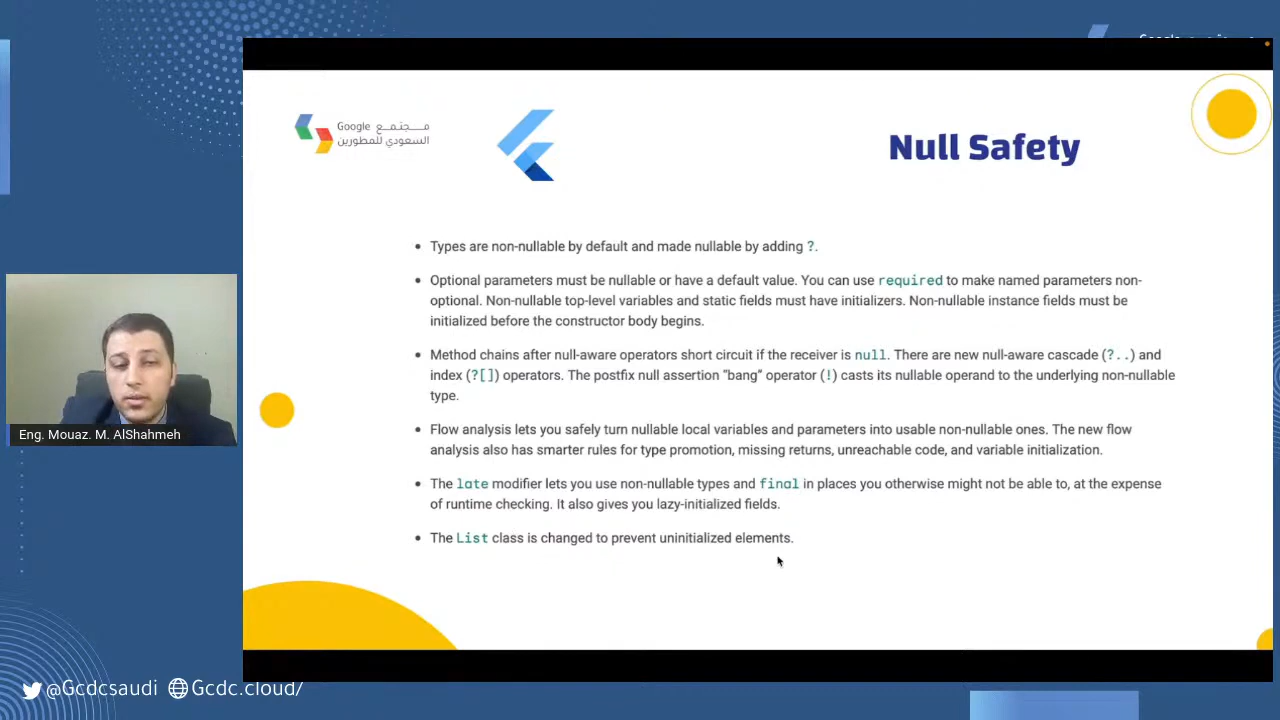 Google مجتمع
السعودي للمطورين
Null Safety
Types are non-nullable by default and made nullable by adding ?.
Optional parameters must be nullable or have a default value. You can use required to make named parameters non-
optional. Non-nullable top-level variables and static fields must have initializers. Non-nullable instance fields must be
initialized before the constructor body begins.
Method chains after null-aware operators short circuit if the receiver is null. There are new null-aware cascade (?..) and
index (?[]) operators. The postfix null assertion "bang" operator (!) casts its nullable operand to the underlying non-nullable
type.
Flow analysis lets you safely turn nullable local variables and parameters into usable non-nullable ones. The new flow
analysis also has smarter rules for type promotion, missing returns, unreachable code, and variable initialization.
The late modifier lets you use non-nullable types and final in places you otherwise might not be able to, at the expense
of runtime checking. It also gives you lazy-initialized fields.
The List class is changed to prevent uninitialized elements.
Eng. Mouaz. M. AlShahmeh
@Gcdcsaudi Gcdc.cloud/